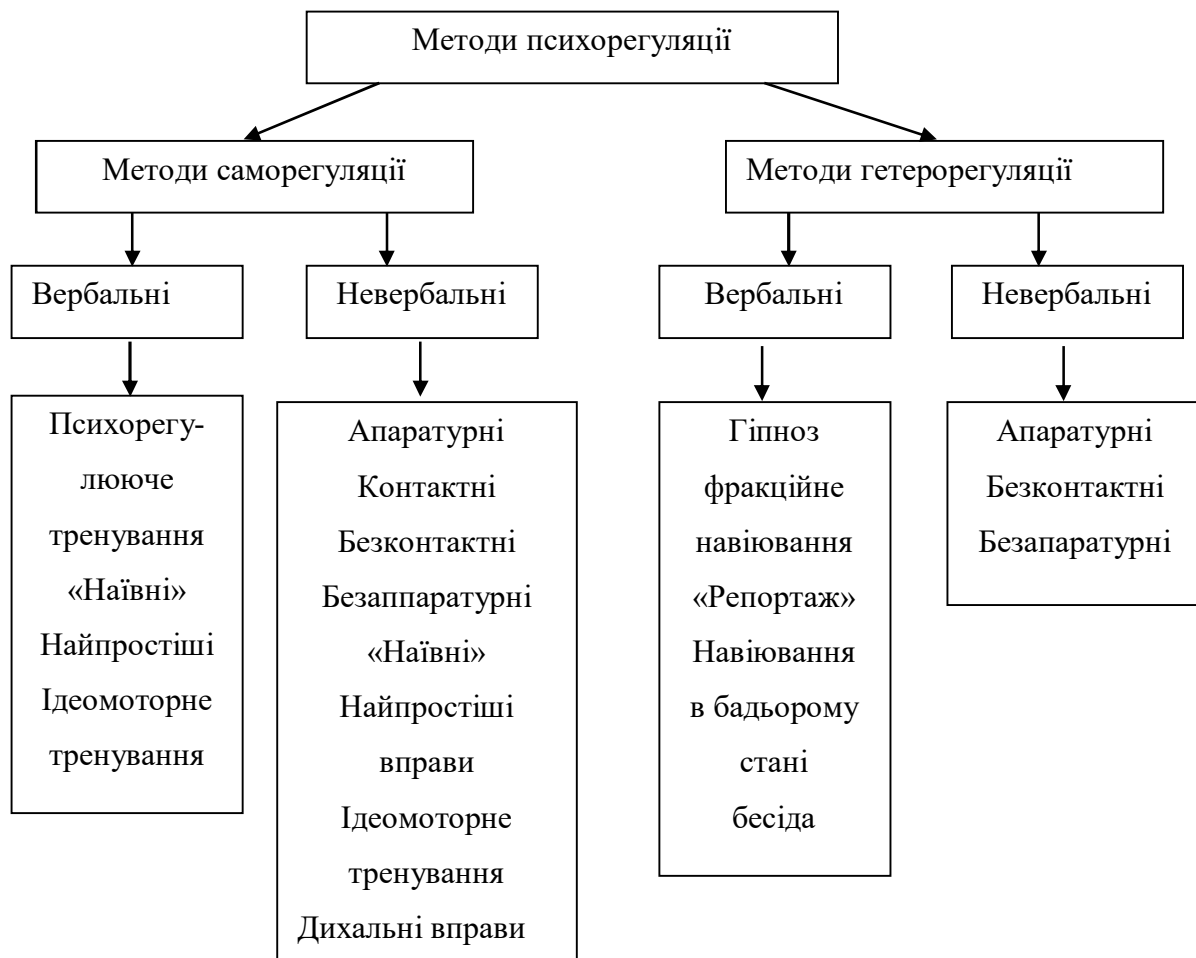 Методи психорегуляції
Методи саморегуляції
Методи гетерорегуляції
Вербальні
Невербальні
Вербальні
Невербальні
Психорегу-
лююче
тренування
«Наївні»
Найпростіші
Ідеомоторне
тренування
Апаратурні
Контактні
Безконтактні
Безаппаратурні
«Наївні»
Найпростіші
вправи
Ідеомоторне
тренування
Дихальні вправи
Гіпноз
фракційне
навіювання
«Репортаж»
Навіювання
в бадьорому
стані
бесіда
Апаратурні
Безконтактні
Безапаратурні